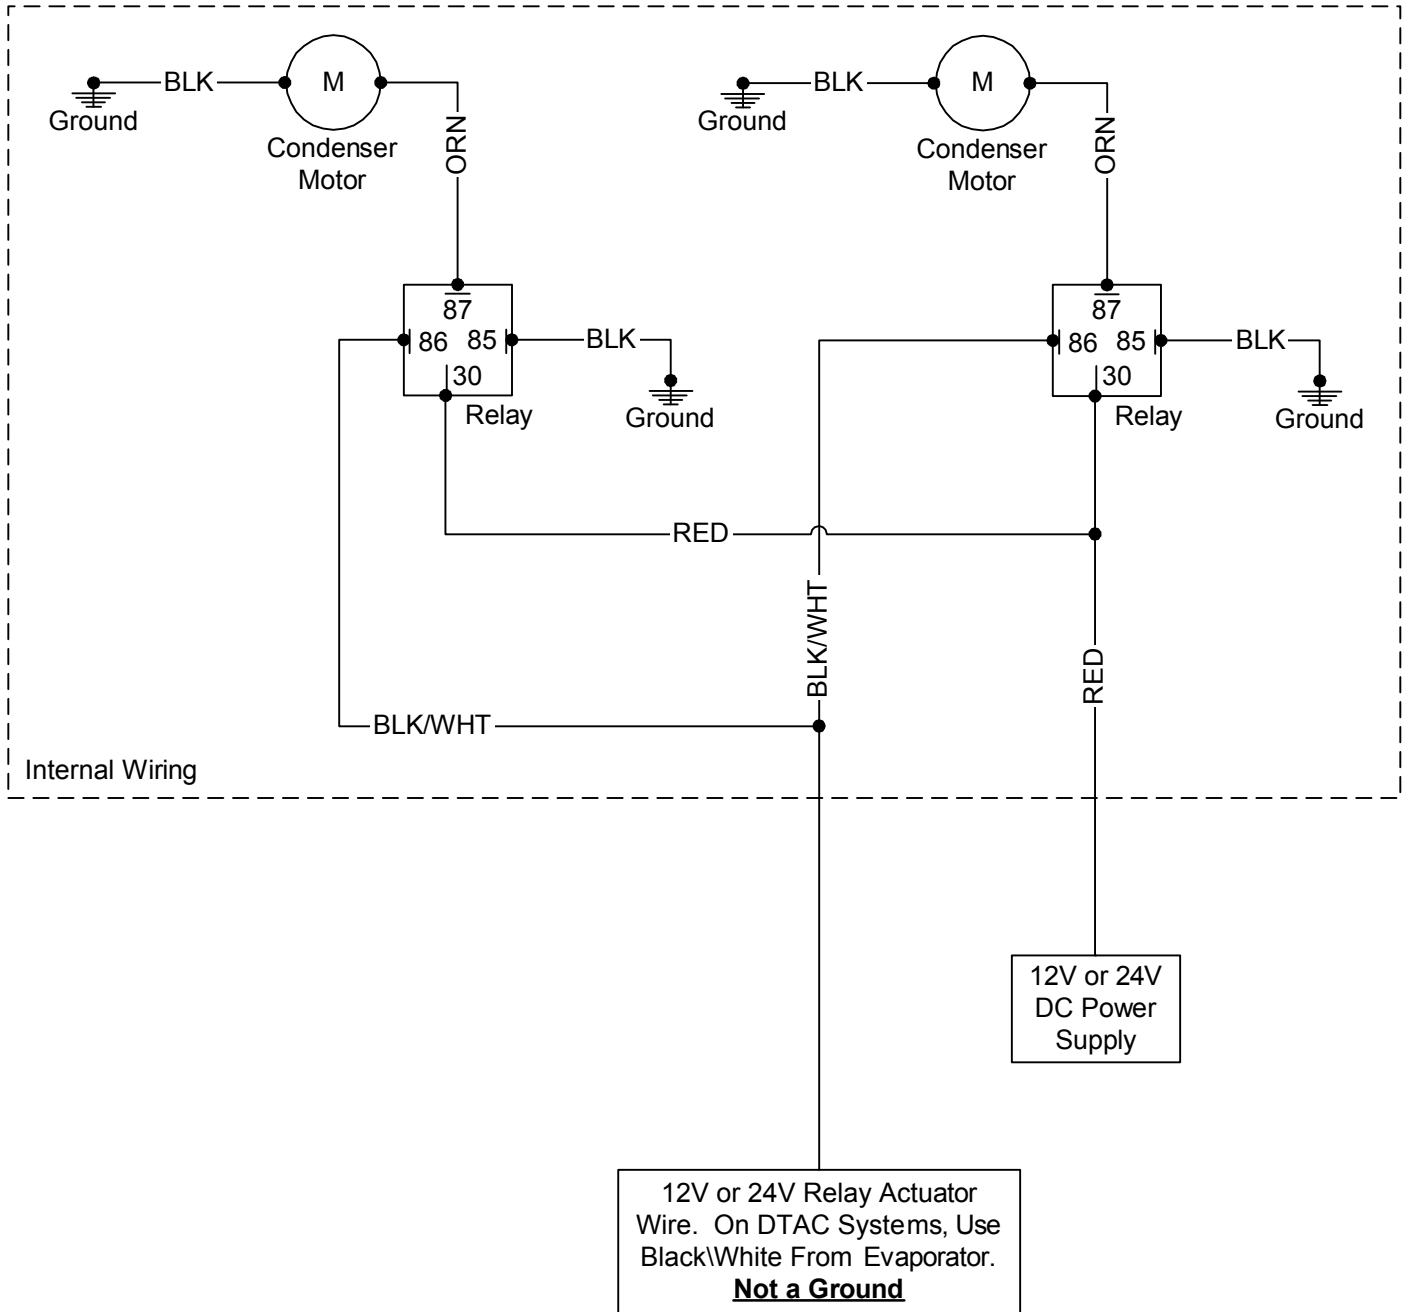 BLK
M
Ground
Condenser
Motor
ORN
BLK
M
Ground
Condenser
Motor
ORN
87
86 85
30
Relay
BLK
Ground
87
86 85
30
Relay
BLK
Ground
RED
BLK/WHT
RED
BLK/WHT
Internal Wiring
12V or 24V
DC Power
Supply
12V or 24V Relay Actuator
Wire. On DTAC Systems, Use
Black\White From Evaporator.
Not a Ground